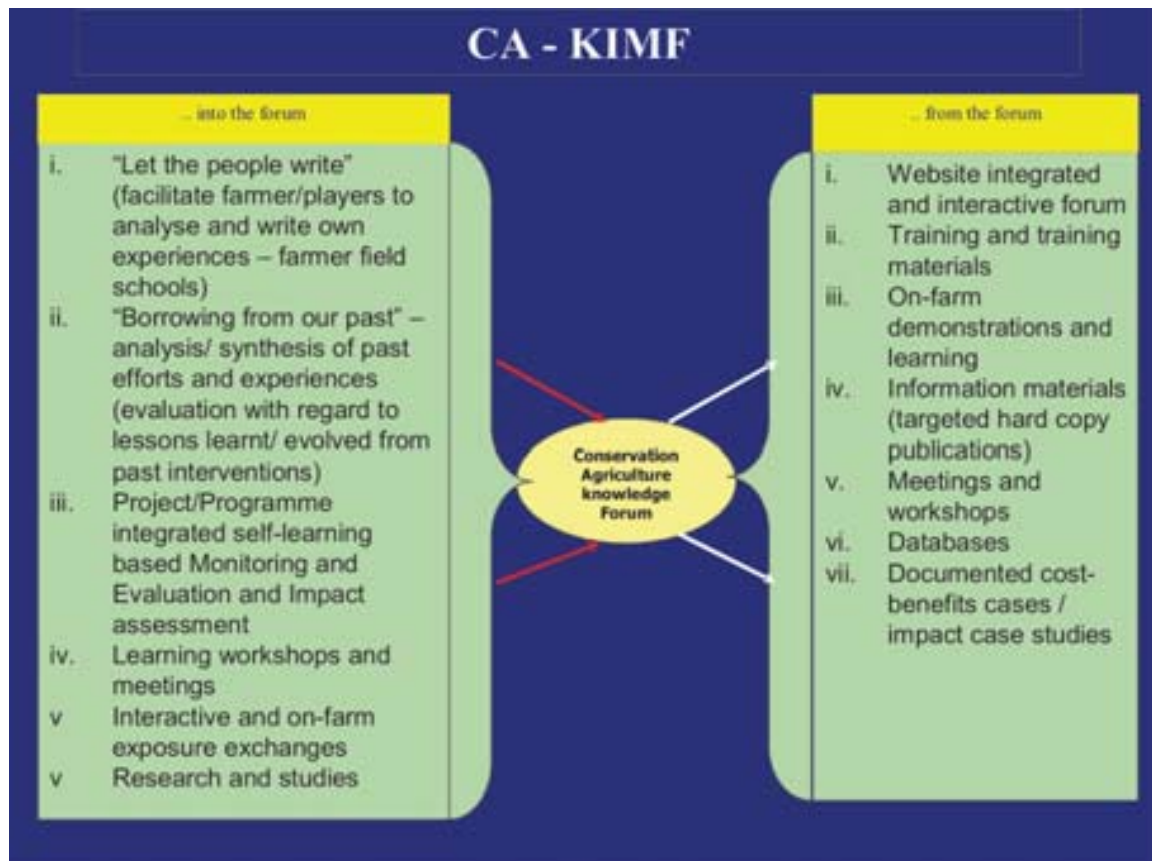 CA - KIMF
... into the forum
i. "Let the people write"
(facilitate farmer/players to
analyse and write own
experiences – farmer field
schools)
ii. "Borrowing from our past" –
analysis/ synthesis of past
efforts and experiences
(evaluation with regard to
lessons learnt/ evolved from
past interventions)
iii. Project/Programme
integrated self-learning
based Monitoring and
Evaluation and Impact
assessment
iv. Learning workshops and
meetings
v Interactive and on-farm
exposure exchanges
v Research and studies
Conservation
Agriculture
knowledge
Forum
... from the forum
i. Website integrated
and interactive forum
ii. Training and training
materials
iii. On-farm
demonstrations and
learning
iv. Information materials
(targeted hard copy
publications)
v. Meetings and
workshops
vi. Databases
vii. Documented cost-
benefits cases /
impact case studies